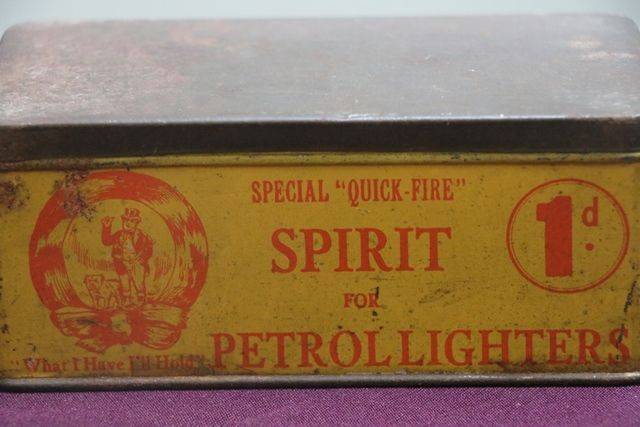 SPECIAL "QUICK-FIRE"
SPIRIT
FOR
PETROL LIGHTERS
1d.
"What I Have I'll Hold"